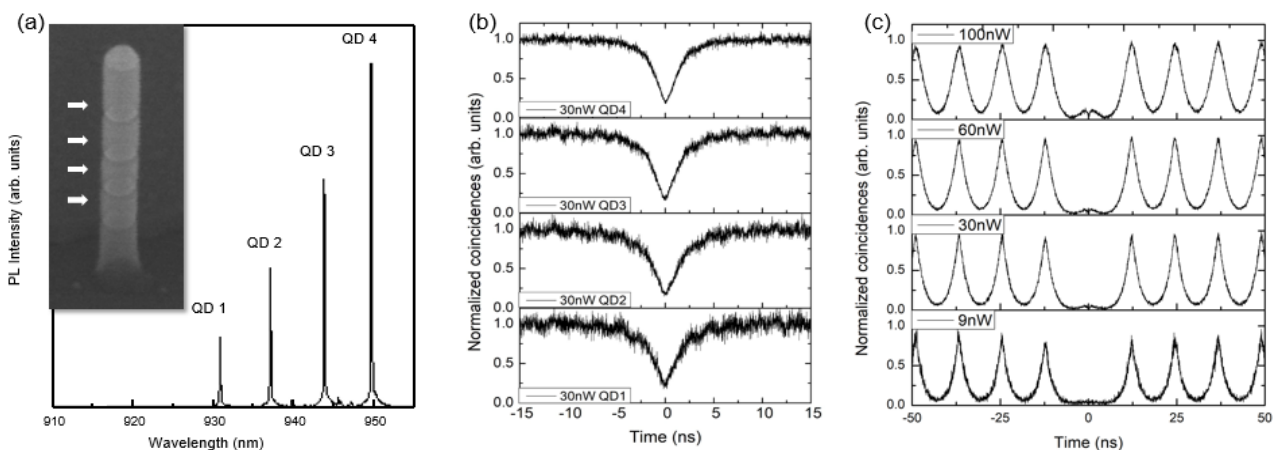 (a)
QD 1
QD 2
QD 3
QD 4
PL Intensity (arb. units)
910 920 930 940 950
Wavelength (nm)
(b)
Normalized coincidences (arb. units)
1.0
0.5
30nW QD4
0.0
1.0
0.5
30nW QD3
0.0
1.0
0.5
30nW QD2
0.0
1.0
0.5
30nW QD1
0.0
-15 -10 -5 0 5 10 15
Time (ns)
(c)
Normalized coincidences (arb. units)
100nW
1.0
0.5
0.0
60nW
1.0
0.5
0.0
30nW
1.0
0.5
0.0
9nW
1.0
0.5
0.0
-50 -25 0 25 50
Time (ns)